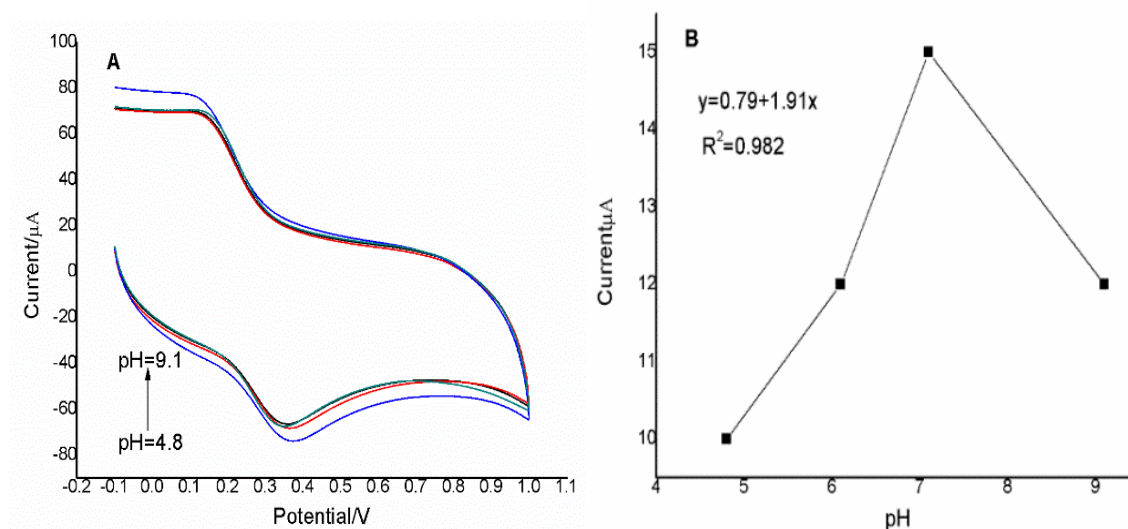 A
100
80
60
40
20
0
-20
-40
-60
-80
Current/μA
pH=9.1
pH=4.8
-0.2 -0.1 0.0 0.1 0.2 0.3 0.4 0.5 0.6 0.7 0.8 0.9 1.0 1.1
Potential/V
B
y=0.79+1.91x
R²=0.982
15
14
13
12
11
10
CurrentμA
4 5 6 7 8 9
pH